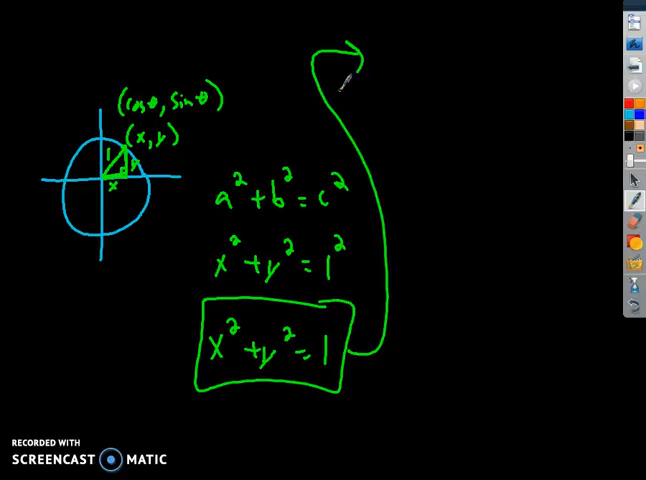 (cosθ, sinθ)
(x, y)
1
y
x
a² + b² = c²
x² + y² = 1²
x² + y² = 1
RECORDED WITH
SCREENCAST MATIC